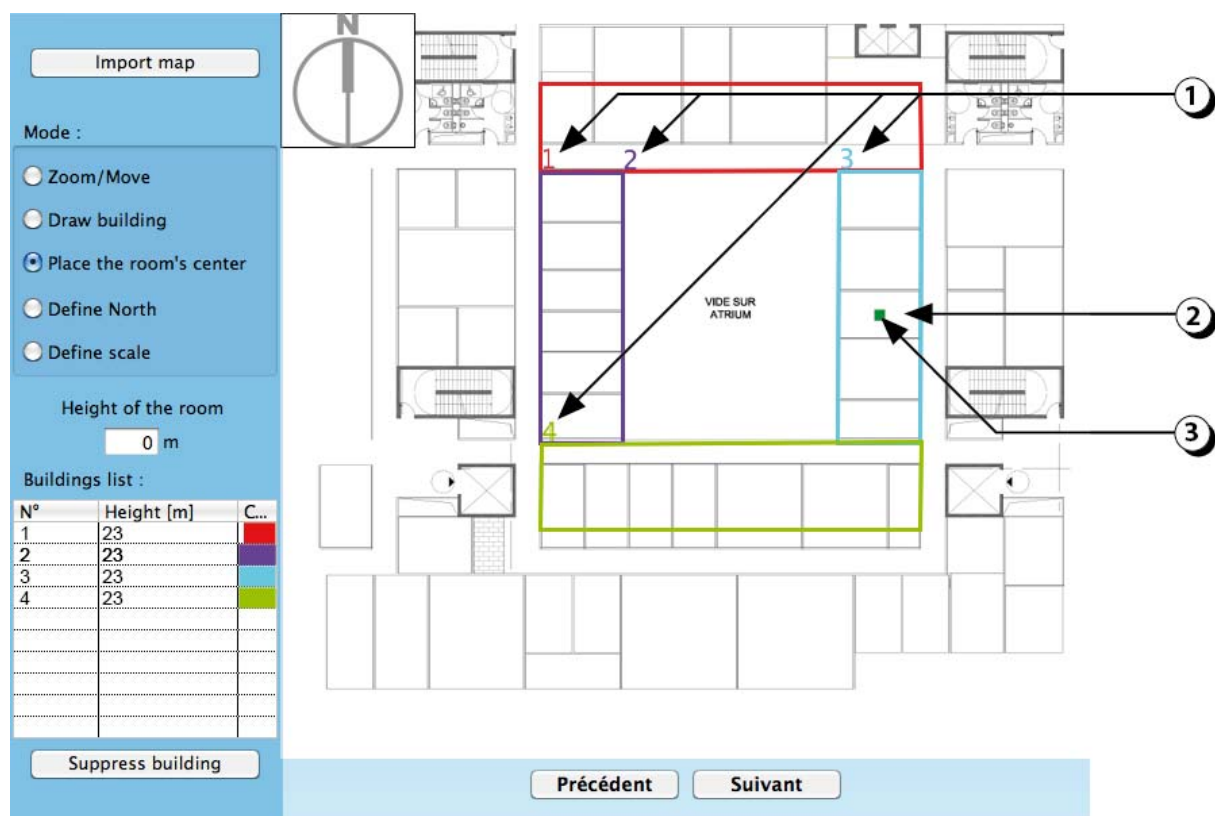 Import map
Mode :
Zoom/Move
Draw building
Place the room's center
Define North
Define scale
Height of the room
0 m
Buildings list :
N° Height [m] C...
1 23
2 23
3 23
4 23
Suppress building
N
1
2
3
4
VIDE SUR
ATRIUM
1
2
3
Précédent Suivant